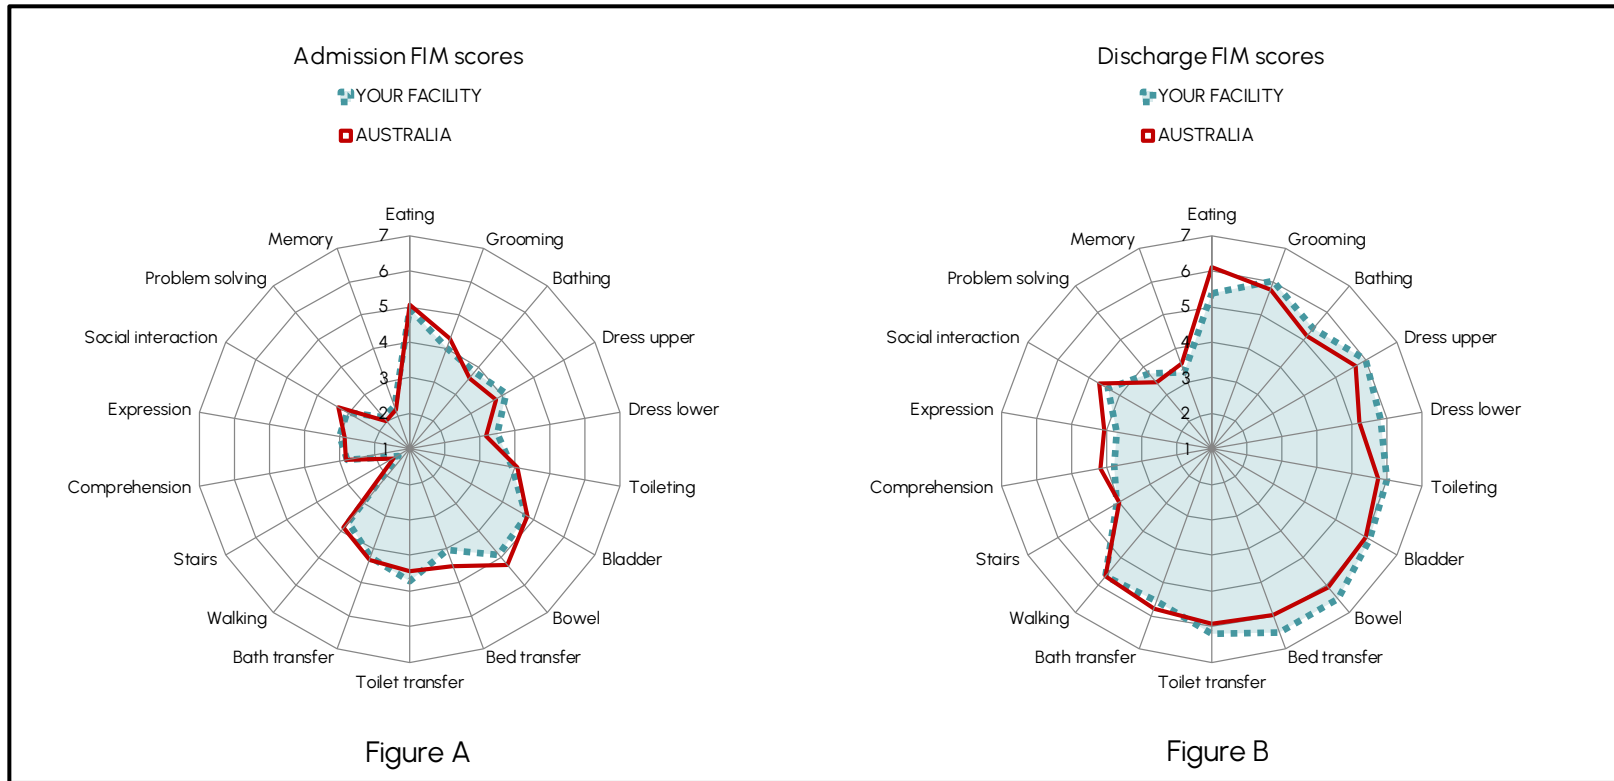 Admission FIM scores
YOUR FACILITY
AUSTRALIA
Eating
Grooming
Bathing
Dress upper
Dress lower
Toileting
Bladder
Bowel
Bed transfer
Toilet transfer
Bath transfer
Walking
Stairs
Comprehension
Expression
Social interaction
Problem solving
Memory
7
6
5
4
3
2
1
Figure A
Discharge FIM scores
YOUR FACILITY
AUSTRALIA
Eating
Grooming
Bathing
Dress upper
Dress lower
Toileting
Bladder
Bowel
Bed transfer
Toilet transfer
Bath transfer
Walking
Stairs
Comprehension
Expression
Social interaction
Problem solving
Memory
7
6
5
4
3
2
1
Figure B